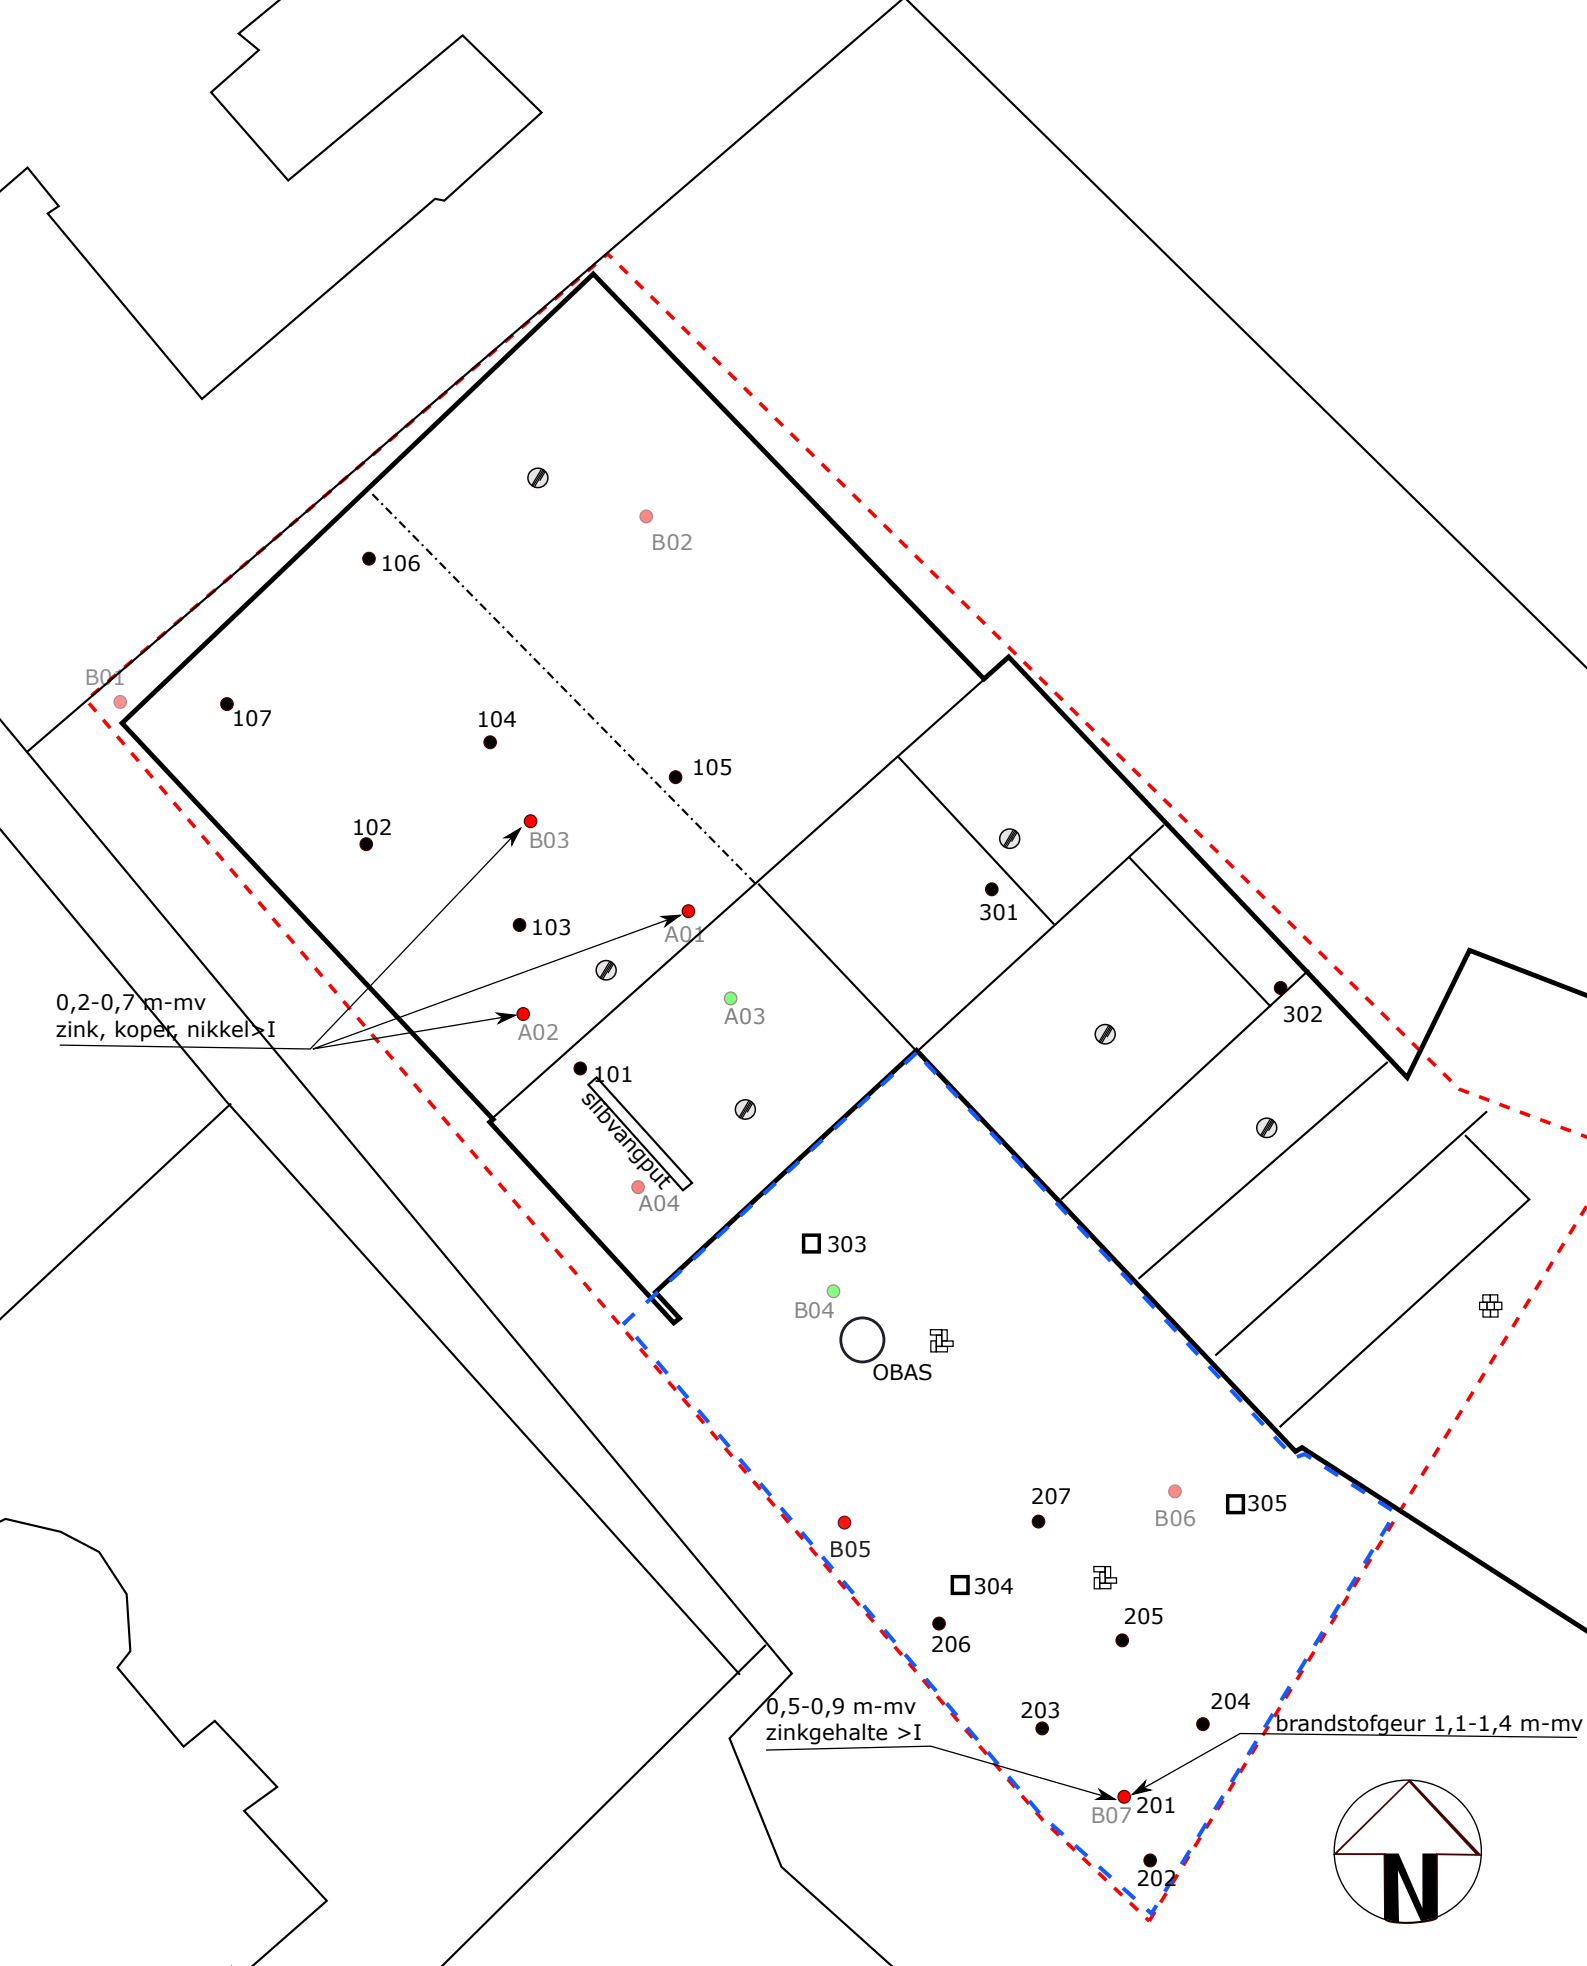 B02
106
B01
107
104
105
102
B03
301
A01
103
0,2-0,7 m-mv
zink, koper, nikkel>I
A03
302
A02
101
slibvangput
A04
303
B04
OBAS
207
305
B06
B05
304
205
206
204
0,5-0,9 m-mv
zinkgehalte >I
203
brandstofgeur 1,1-1,4 m-mv
B07
201
202
N